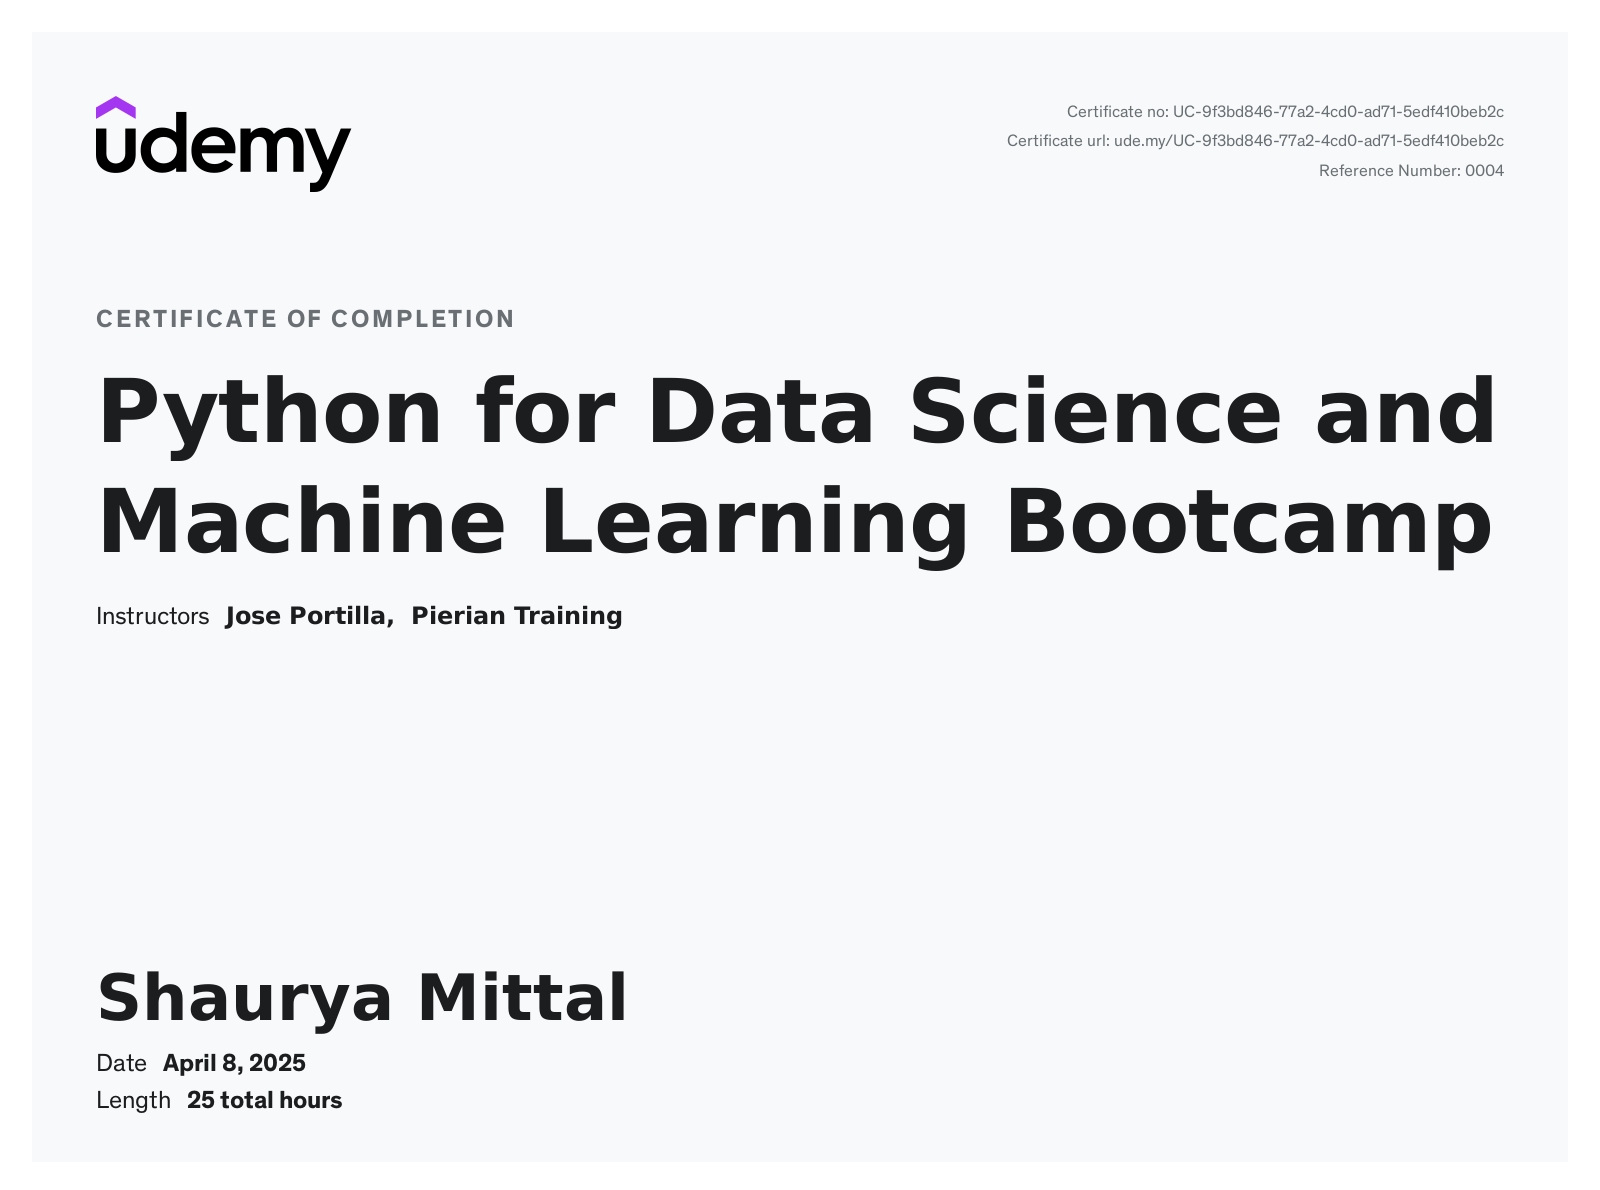 udemy
Certificate no: UC-9f3bd846-77a2-4cd0-ad71-5edf410beb2c
Certificate url: ude.my/UC-9f3bd846-77a2-4cd0-ad71-5edf410beb2c
Reference Number: 0004
CERTIFICATE OF COMPLETION
Python for Data Science and
Machine Learning Bootcamp
Instructors Jose Portilla, Pierian Training
Shaurya Mittal
Date April 8, 2025
Length 25 total hours